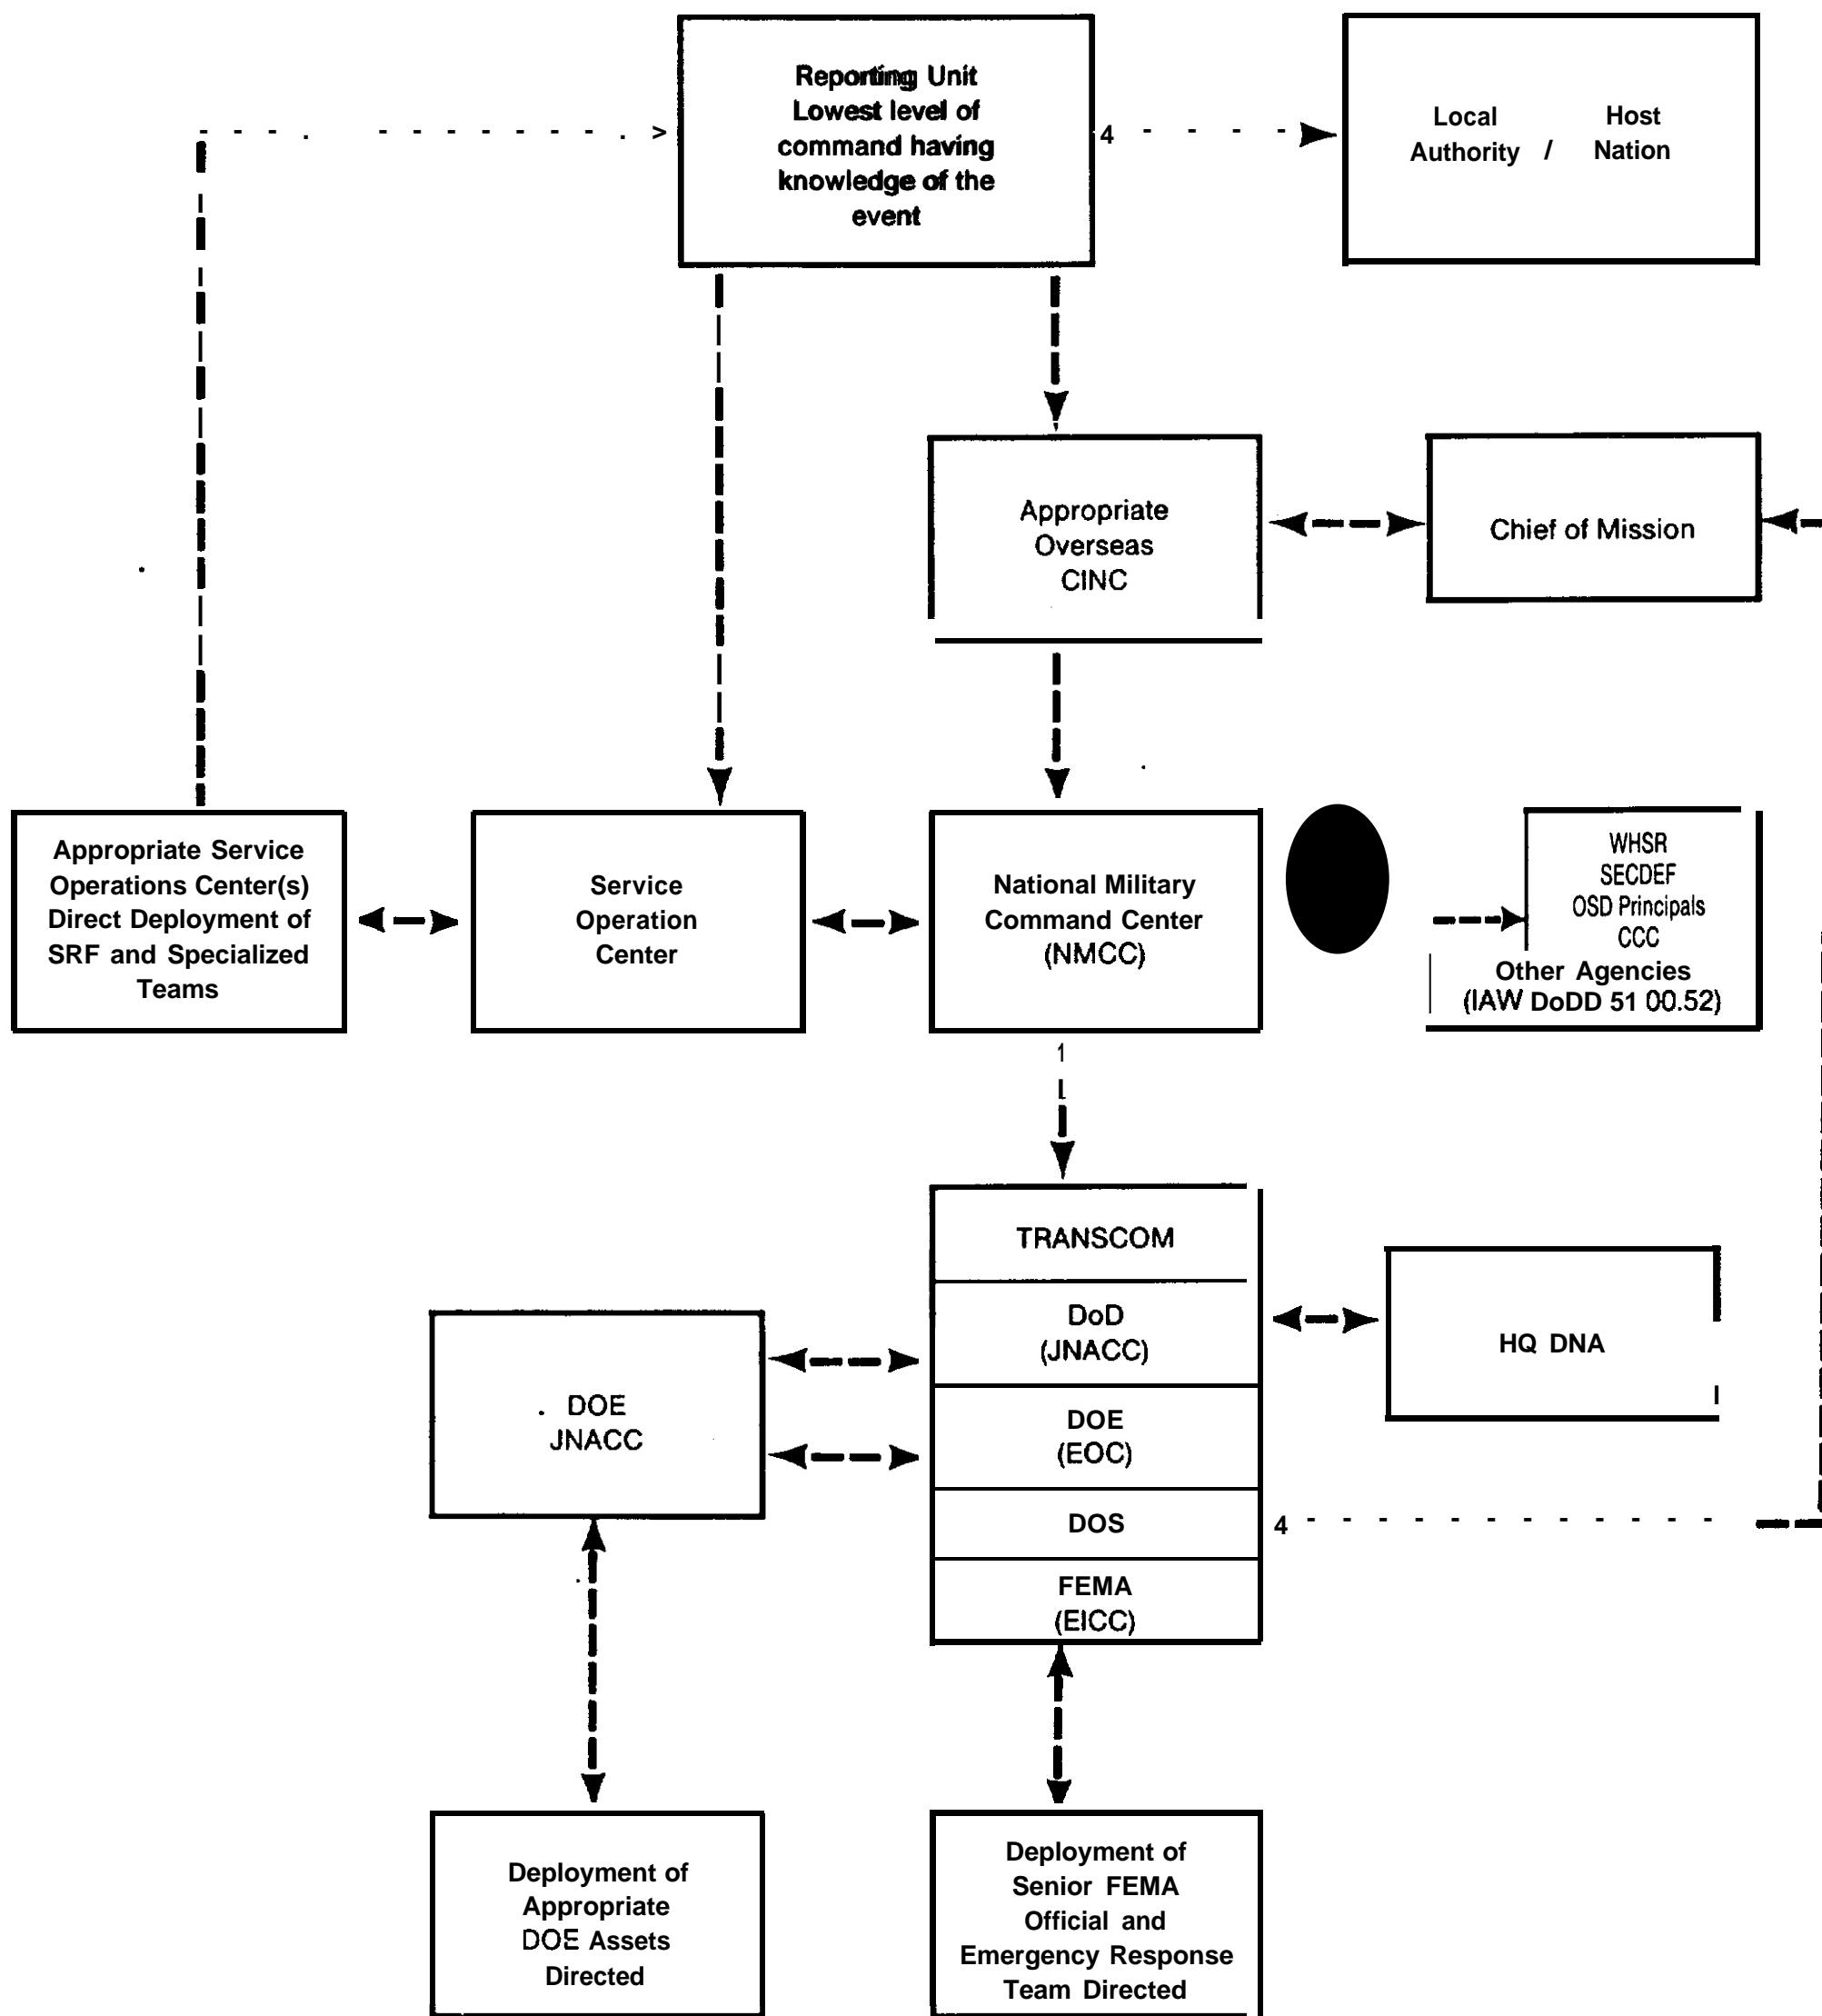 Reporting Unit
Lowest level of
command having
knowledge of the
event
Local Host
Authority / Nation
Appropriate
Overseas
CINC
Chief of Mission
Appropriate Service
Operations Center(s)
Direct Deployment of
SRF and Specialized
Teams
Service
Operation
Center
National Military
Command Center
(NMCC)
WHSR
SECDEF
OSD Principals
CCC
Other Agencies
(IAW DoDD 51 00.52)
TRANSCOM
DoD
(JNACC)
DOE
(EOC)
DOS
FEMA
(EICC)
HQ DNA
DOE
JNACC
Deployment of
Appropriate
DOE Assets
Directed
Deployment of
Senior FEMA
Official and
Emergency Response
Team Directed